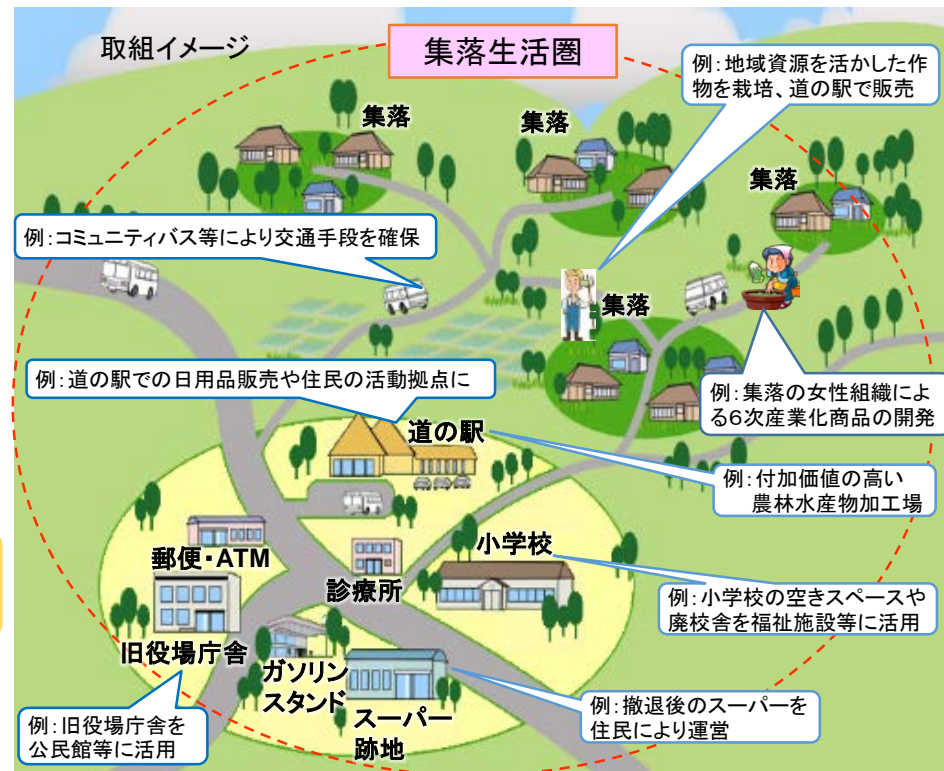 取組イメージ
集落生活圏
例：地域資源を活かした作
物を栽培、道の駅で販売
集落
集落
集落
例：コミュニティバス等により交通手段を確保
集落
例：道の駅での日用品販売や住民の活動拠点に
例：集落の女性組織によ
る６次産業化商品の開発
道の駅
例：付加価値の高い
農林水産物加工場
郵便・ATM
小学校
診療所
例：小学校の空きスペースや
廃校舎を福祉施設等に活用
旧役場庁舎
ガソリン
スタンド
スーパー
跡地
例：旧役場庁舎を
公民館等に活用
例：撤退後のスーパーを
住民により運営